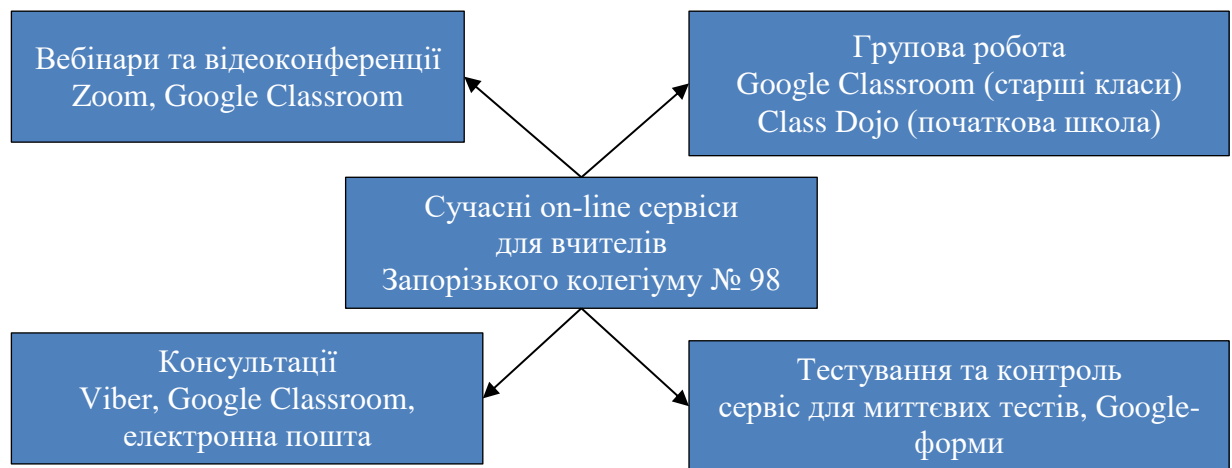 Вебінари та відеоконференції
Zoom, Google Classroom
Групова робота
Google Classroom (старші класи)
Class Dojo (початкова школа)
Сучасні on-line сервіси
для вчителів
Запорізького колегіуму № 98
Консультації
Viber, Google Classroom,
електронна пошта
Тестування та контроль
сервіс для миттєвих тестів, Google-
форми